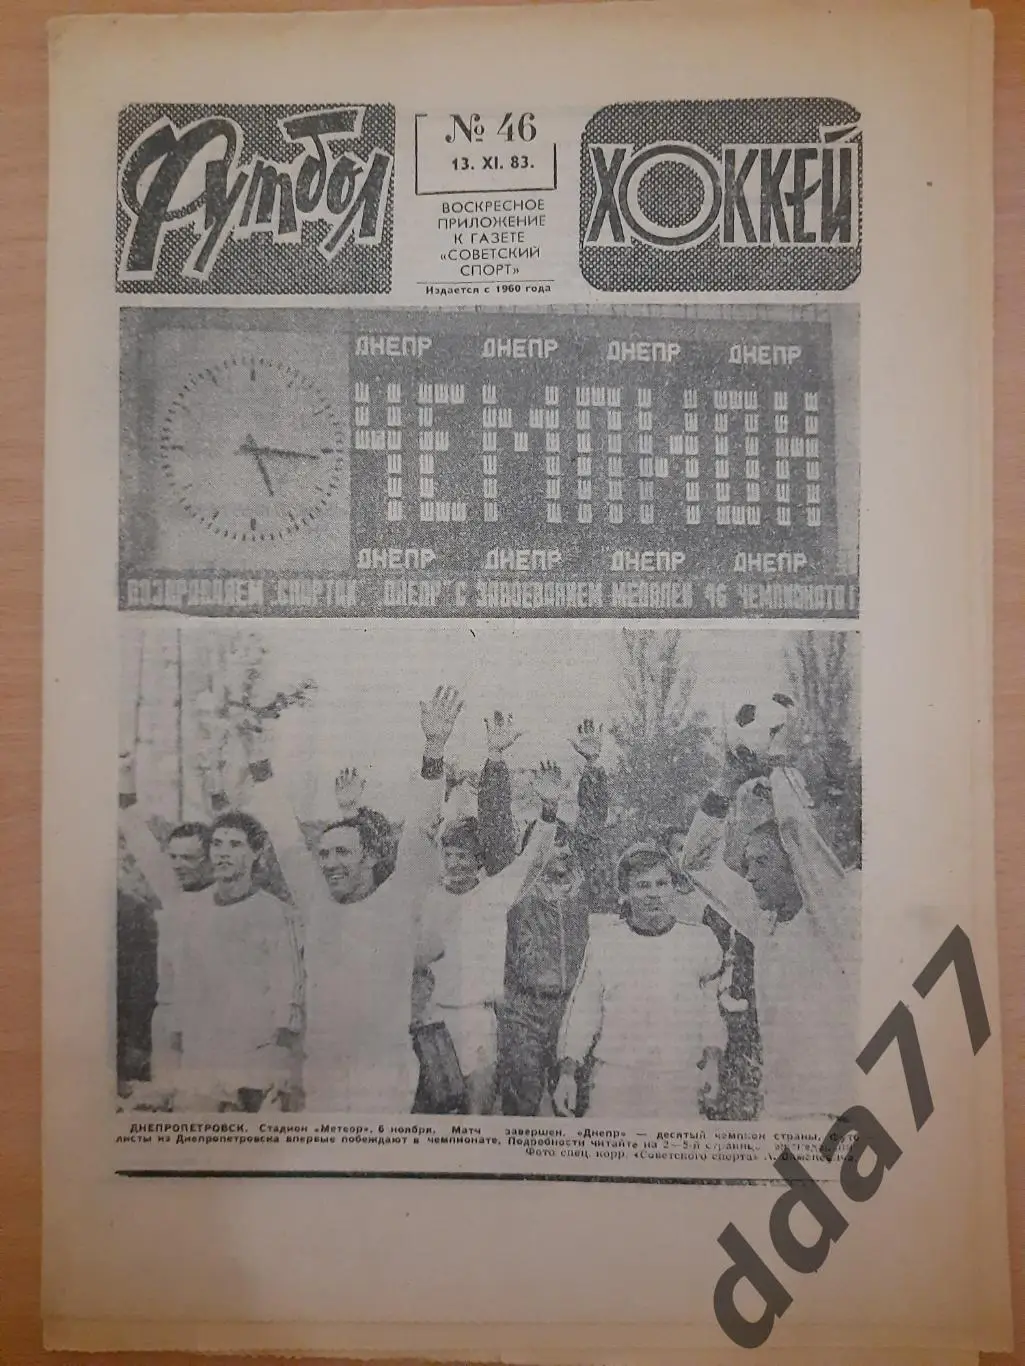 Футбол
№ 46
13. XI. 83.
ВОСКРЕСНОЕ
ПРИЛОЖЕНИЕ
К ГАЗЕТЕ
«СОВЕТСКИЙ
СПОРТ»
Издается с 1960 года
ХОККЕЙ
ДНЕПР ДНЕПР ДНЕПР ДНЕПР
ЧЕМПИОН
ДНЕПР ДНЕПР ДНЕПР ДНЕПР
ДНЕПР" С ЗАВОЕВАНИЕМ МЕДАЛЕЙ 46 ЧЕМПИОНАТА
ДНЕПРОПЕТРОВСК. Стадион «Метеор». 6 ноября. Матч завершен. «Днепр» — десятый чемпион страны. Футбо
листы из Днепропетровска впервые побеждают в чемпионате. Подробности читайте на 2—5-й страницах
Фото спец. корр. «Советского спорта»
dda77